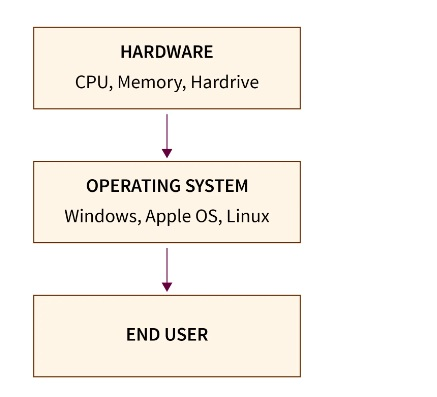 HARDWARE
CPU, Memory, Hardrive
OPERATING SYSTEM
Windows, Apple OS, Linux
END USER